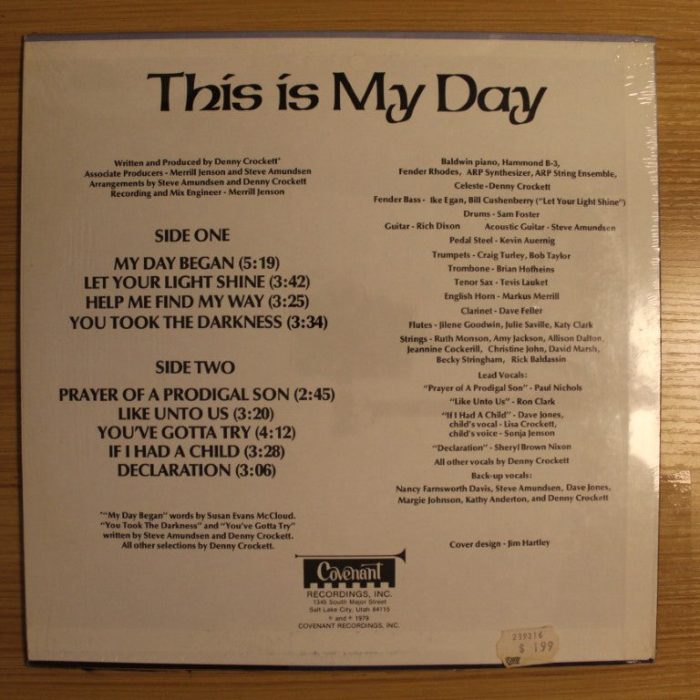 This is My Day
Written and Produced by Denny Crockett*
Associate Producers - Merrill Jenson and Steve Amundsen
Arrangements by Steve Amundsen and Denny Crockett
Recording and Mix Engineer - Merrill Jenson
SIDE ONE
MY DAY BEGAN (5:19)
LET YOUR LIGHT SHINE (3:42)
HELP ME FIND MY WAY (3:25)
YOU TOOK THE DARKNESS (3:34)
SIDE TWO
PRAYER OF A PRODIGAL SON (2:45)
LIKE UNTO US (3:20)
YOU'VE GOTTA TRY (4:12)
IF I HAD A CHILD (3:28)
DECLARATION (3:06)
*"My Day Began" words by Susan Evans McCloud.
"You Took The Darkness" and "You've Gotta Try"
written by Steve Amundsen and Denny Crockett.
All other selections by Denny Crockett.
Baldwin piano, Hammond B-3,
Fender Rhodes, ARP Synthesizer, ARP String Ensemble,
Celeste-Denny Crockett
Fender Bass - Ike Egan, Bill Cushenberry ("Let Your Light Shine")
Drums - Sam Foster
Guitar - Rich Dixon Acoustic Guitar - Steve Amundsen
Pedal Steel - Kevin Auernig
Trumpets - Craig Turley, Bob Taylor
Trombone - Brian Hofheins
Tenor Sax - Tevis Lauket
English Horn - Markus Merrill
Clarinet - Dave Feller
Flutes - Jilene Goodwin, Julie Saville, Katy Clark
Strings - Ruth Monson, Amy Jackson, Allison Dalton,
Jeannine Cockerill, Christine John, David Marsh,
Becky Stringham, Rick Baldassin
Lead Vocals:
"Prayer of A Prodigal Son" - Paul Nichols
"Like Unto Us" - Ron Clark
"If I Had A Child" - Dave Jones,
child's vocal - Lisa Crockett,
child's voice - Sonja Jenson
"Declaration" - Sheryl Brown Nixon
All other vocals by Denny Crockett
Back-up vocals:
Nancy Farnsworth Davis, Steve Amundsen, Dave Jones,
Margie Johnson, Kathy Anderton, and Denny Crockett
Cover design - Jim Hartley
Covenant
RECORDINGS, INC.
1345 South Major Street
Salt Lake City, Utah 84115
© and ℗ 1979
COVENANT RECORDINGS, INC.
239216
$ 199